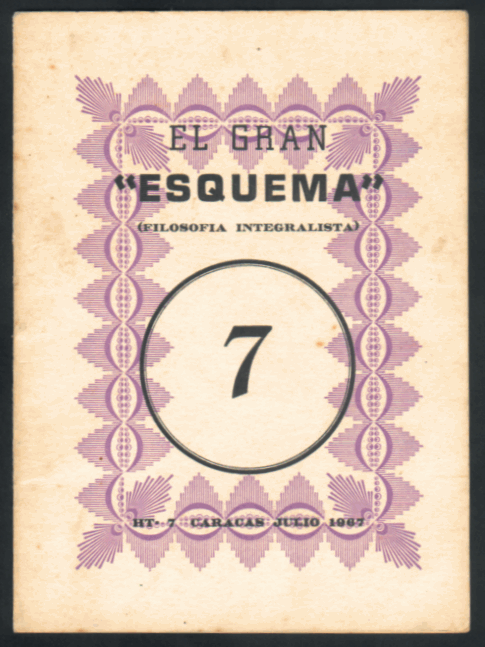 EL GRAN
"ESQUEMA"
(FILOSOFIA INTEGRALISTA)
7
HT- 7 CARACAS JULIO 1967